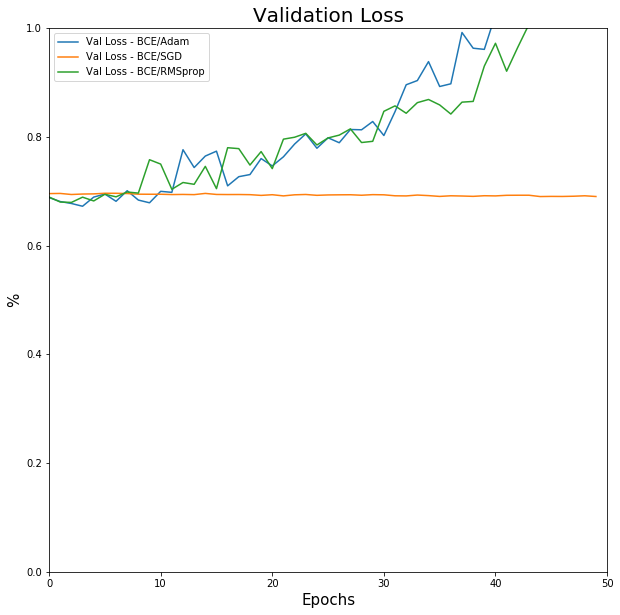 Validation Loss
Val Loss - BCE/Adam
Val Loss - BCE/SGD
Val Loss - BCE/RMSprop
1.0
0.8
0.6
0.4
0.2
0.0
%
0 10 20 30 40 50
Epochs